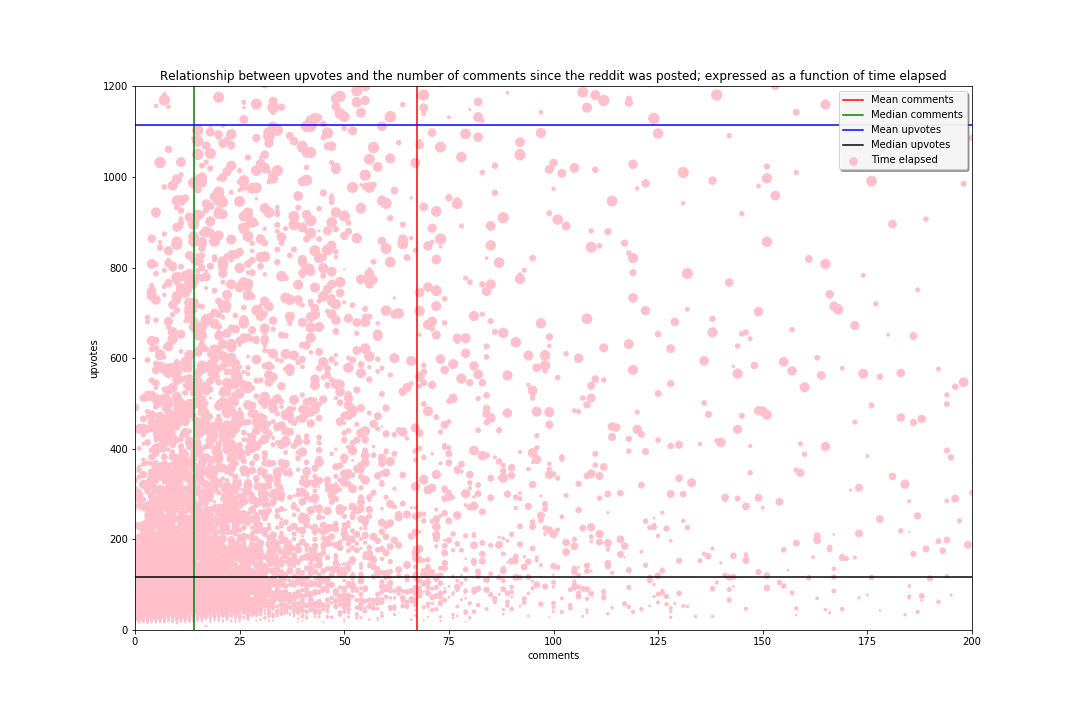 Relationship between upvotes and the number of comments since the reddit was posted; expressed as a function of time elapsed
Mean comments
Median comments
Mean upvotes
Median upvotes
Time elapsed
1200
1000
800
600
400
200
0
upvotes
0 25 50 75 100 125 150 175 200
comments